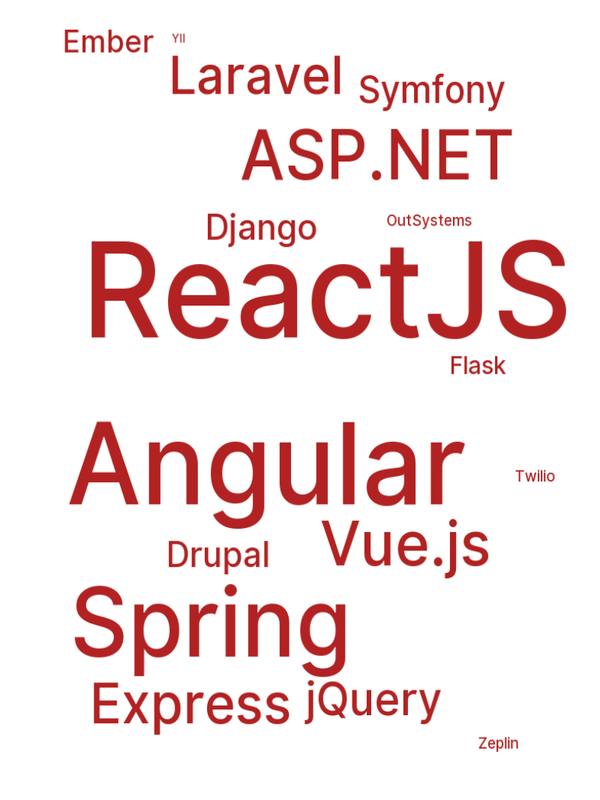 Ember
YII
Laravel
Symfony
ASP.NET
Django
OutSystems
ReactJS
Flask
Angular
Twilio
Vue.js
Drupal
Spring
Express
jQuery
Zeplin